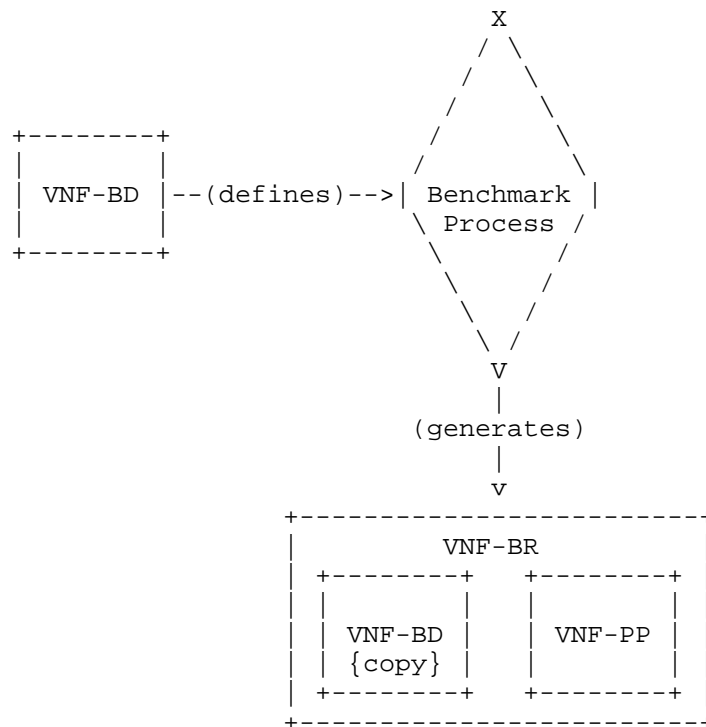 X
VNF-BD --(defines)-->| Benchmark |
Process
V
(generates)
v
VNF-BR
VNF-BD VNF-PP
{copy}